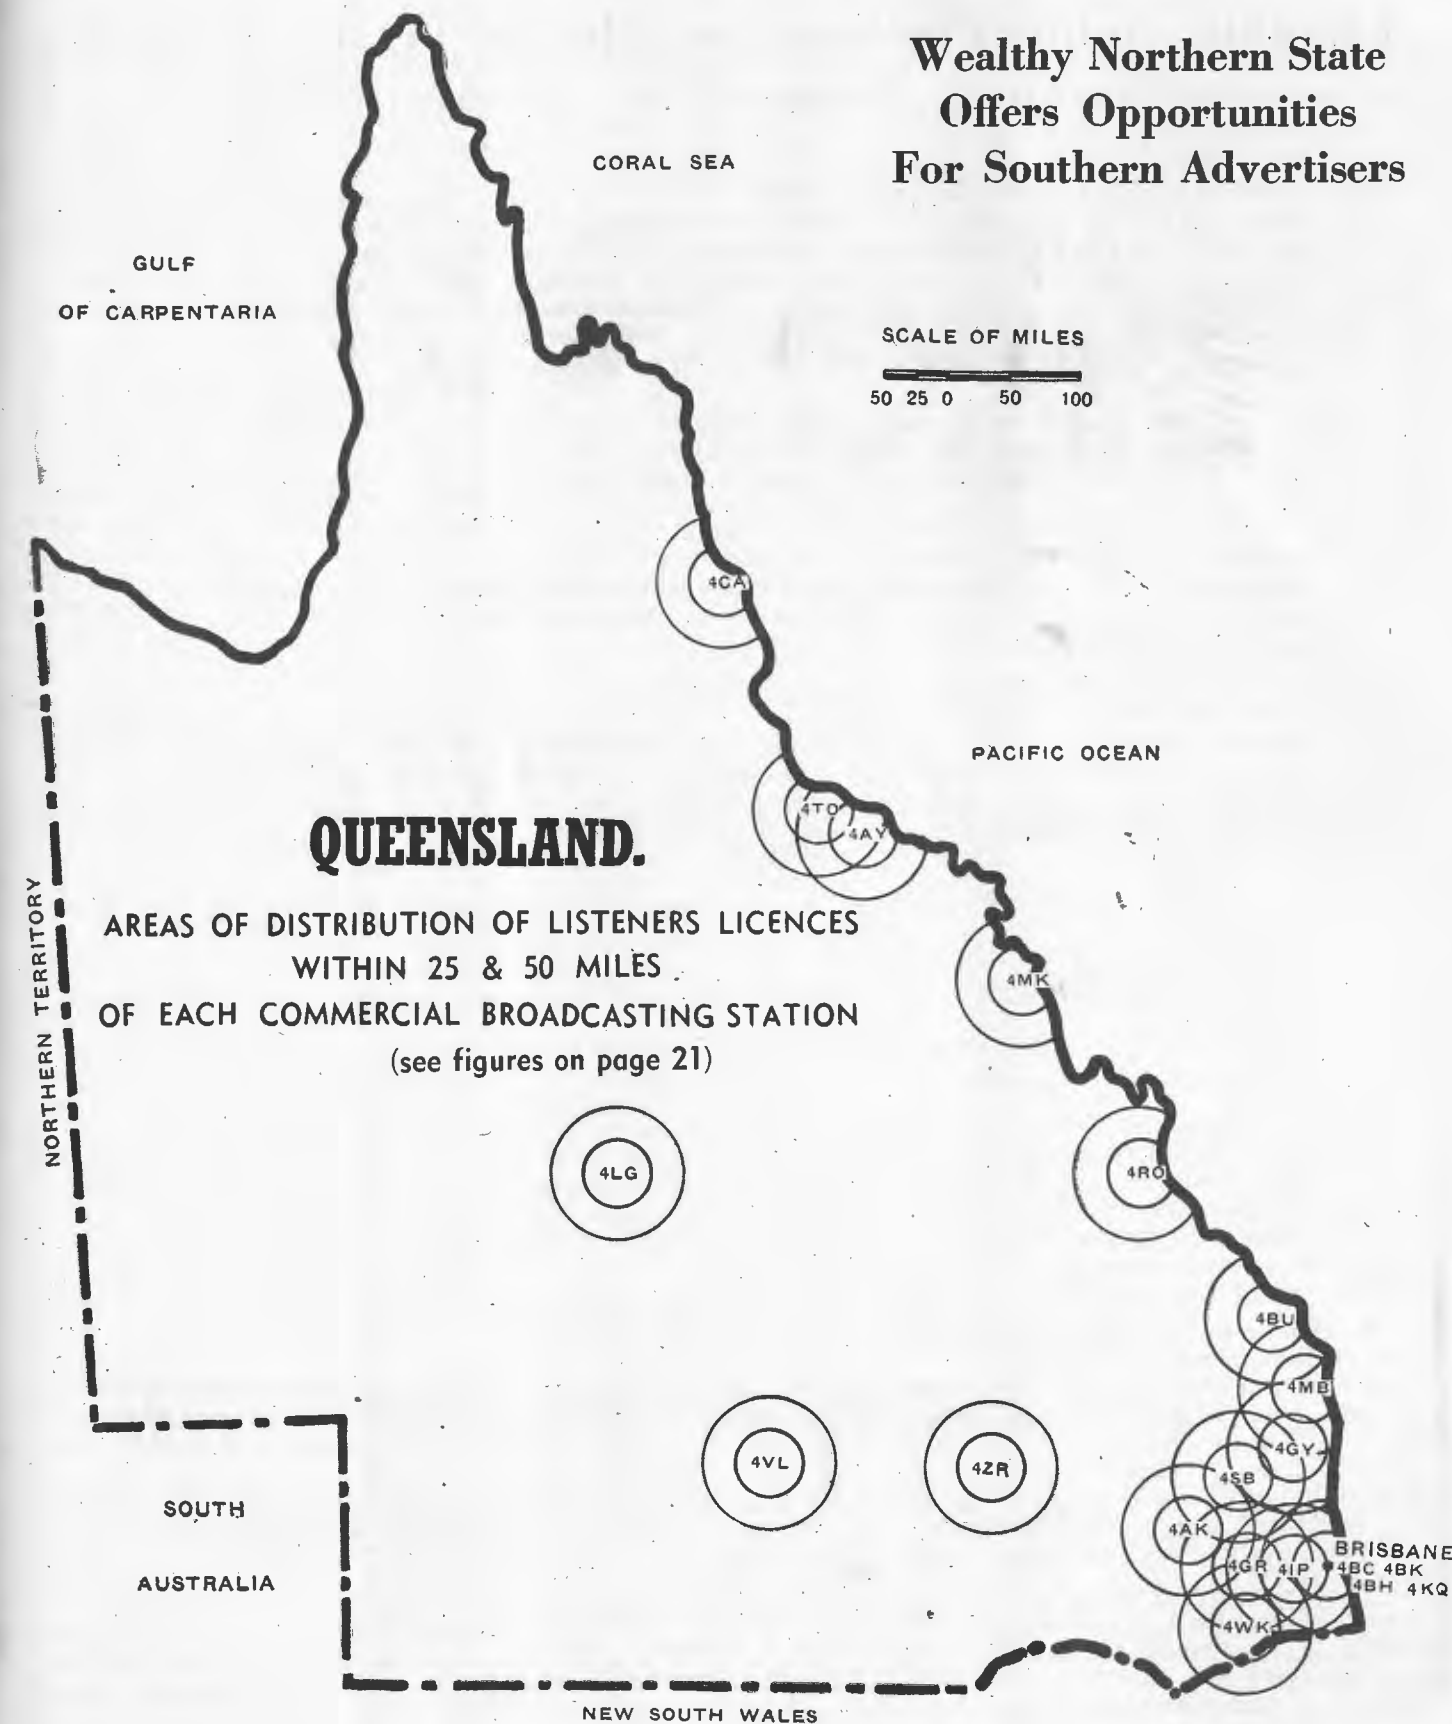 Wealthy Northern State
Offers Opportunities
For Southern Advertisers
CORAL SEA
GULF
OF CARPENTARIA
SCALE OF MILES
50 25 0 50 100
4CA
PACIFIC OCEAN
4TO
4AY
QUEENSLAND.
AREAS OF DISTRIBUTION OF LISTENERS LICENCES
WITHIN 25 & 50 MILES
OF EACH COMMERCIAL BROADCASTING STATION
(see figures on page 21)
NORTHERN TERRITORY
4MK
4LG
4RO
4BU
4MB
4GY
4SB
4VL
4ZR
4AK
SOUTH
AUSTRALIA
BRISBANE
4GR 4IP 4BC 4BK
4BH 4KQ
4WK
NEW SOUTH WALES